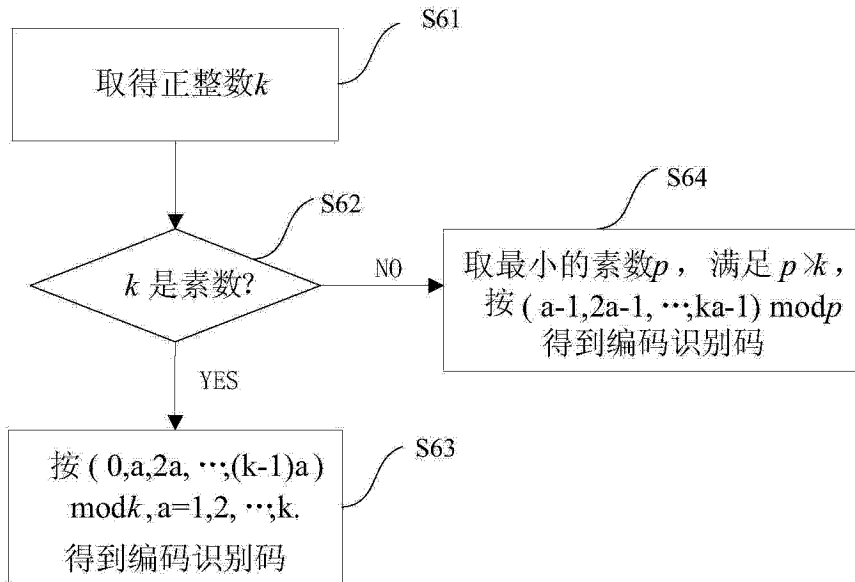 S61
取得正整数k
S62
k 是素数?
NO
S64
取最小的素数p，满足 p>k，
按 ( a-1,2a-1, …,ka-1) modp
得到编码识别码
YES
S63
按 ( 0,a,2a, …,(k-1)a )
modk, a=1,2, …,k.
得到编码识别码